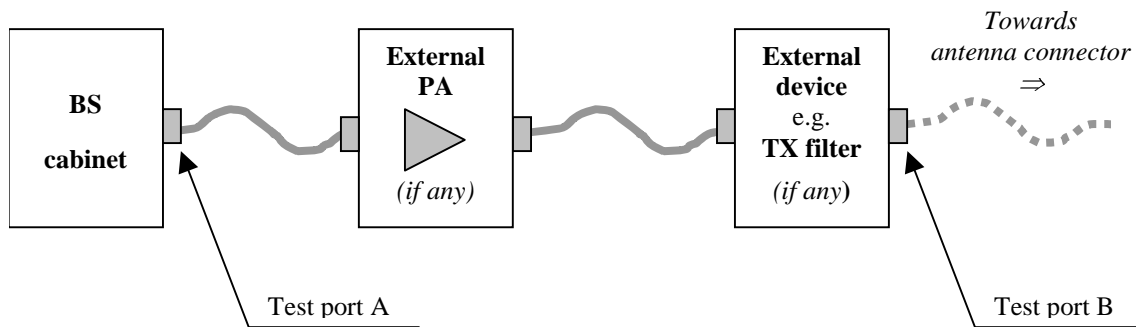 BS
cabinet
External
PA
(if any)
External
device
e.g.
TX filter
(if any)
Towards
antenna connector
⇒
Test port A
Test port B